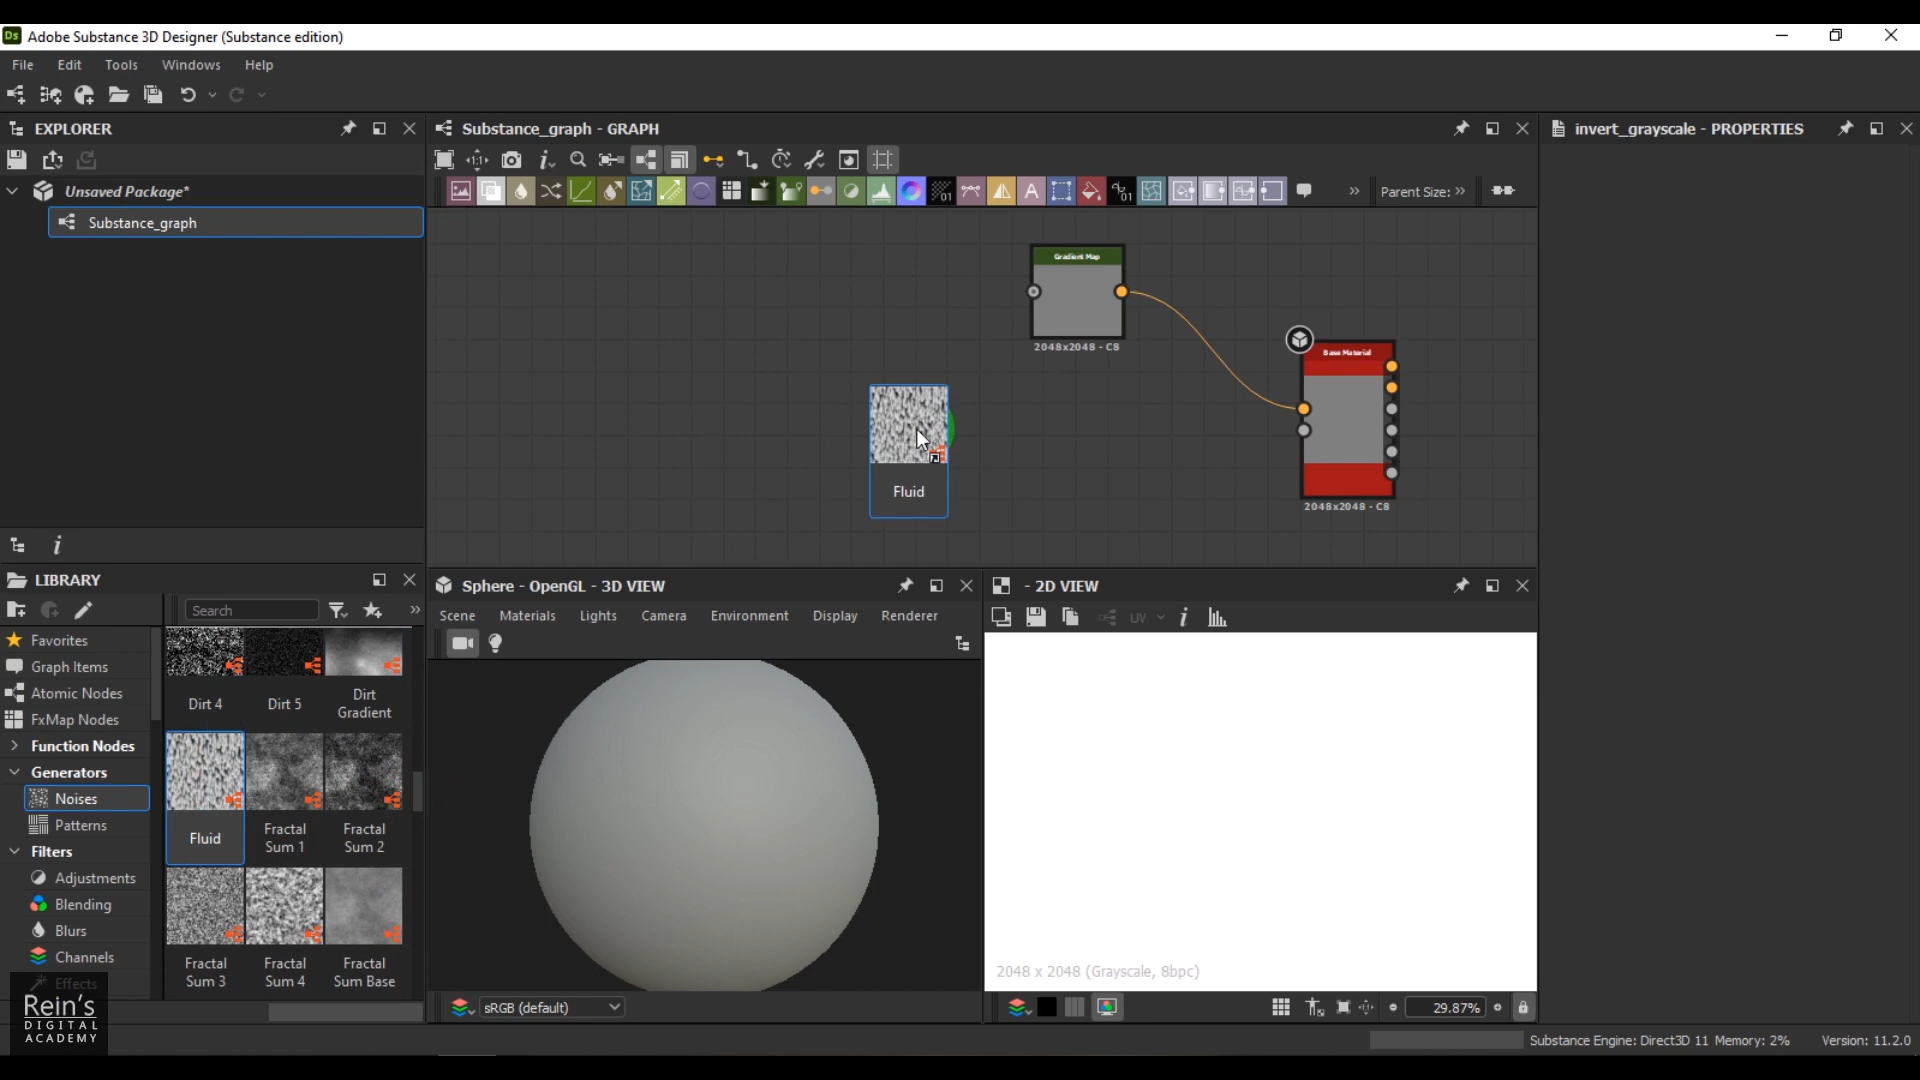 Ds Adobe Substance 3D Designer (Substance edition)
File Edit Tools Windows Help
EXPLORER
Substance_graph - GRAPH
invert_grayscale - PROPERTIES
Unsaved Package*
Substance_graph
Parent Size: »
Gradient Map
2048x2048 - C8
Base Material
2048x2048 - C8
Fluid
LIBRARY
Search
Favorites
Graph Items
Atomic Nodes
FxMap Nodes
Function Nodes
Generators
Noises
Patterns
Filters
Adjustments
Blending
Blurs
Channels
Effects
Dirt 4
Dirt 5
Dirt
Gradient
Fluid
Fractal
Sum 1
Fractal
Sum 2
Fractal
Sum 3
Fractal
Sum 4
Fractal
Sum Base
Sphere - OpenGL - 3D VIEW
Scene Materials Lights Camera Environment Display Renderer
sRGB (default)
- 2D VIEW
UV
2048 x 2048 (Grayscale, 8bpc)
29.87%
Rein's
DIGITAL
ACADEMY
Substance Engine: Direct3D 11 Memory: 2% Version: 11.2.0